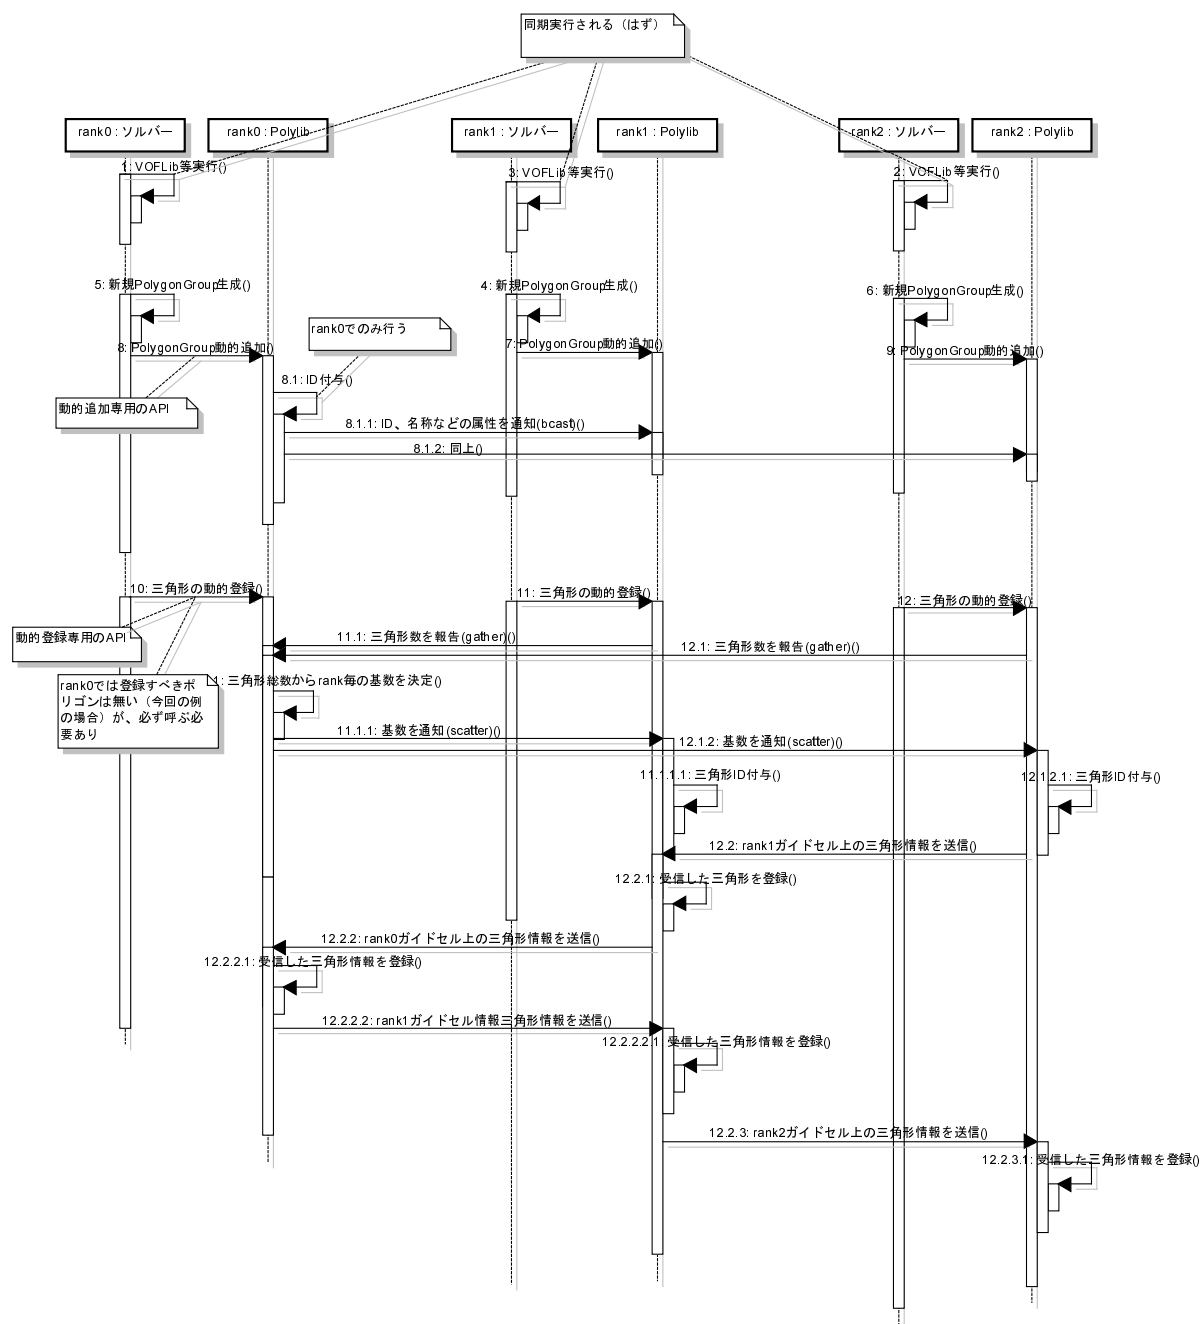 同期実行される（はず）
rank0 : ソルバー
rank0 : Polylib
rank1 : ソルバー
rank1 : Polylib
rank2 : ソルバー
rank2 : Polylib
1: VOFLib等実行()
3: VOFLib等実行()
2: VOFLib等実行()
5: 新規PolygonGroup生成()
4: 新規PolygonGroup生成()
6: 新規PolygonGroup生成()
rank0でのみ行う
8: PolygonGroup動的追加()
7: PolygonGroup動的追加()
9: PolygonGroup動的追加()
8.1: ID付与()
動的追加専用のAPI
8.1.1: ID、名称などの属性を通知(bcast)()
8.1.2: 同上()
10: 三角形の動的登録()
11: 三角形の動的登録()
12: 三角形の動的登録()
動的登録専用のAPI
11.1: 三角形数を報告(gather)()
12.1: 三角形数を報告(gather)()
rank0では登録すべきポ
リゴンは無い（今回の例
の場合）が、必ず呼ぶ必
要あり
1: 三角形総数からrank毎の基数を決定()
11.1.1: 基数を通知(scatter)()
12.1.2: 基数を通知(scatter)()
11.1.1.1: 三角形ID付与()
12.1.2.1: 三角形ID付与()
12.2: rank1ガイドセル上の三角形情報を送信()
12.2.1: 受信した三角形を登録()
12.2.2: rank0ガイドセル上の三角形情報を送信()
12.2.2.1: 受信した三角形情報を登録()
12.2.2.2: rank1ガイドセル情報三角形情報を送信()
12.2.2.2.1: 受信した三角形情報を登録()
12.2.3: rank2ガイドセル上の三角形情報を送信()
12.2.3.1: 受信した三角形情報を登録()